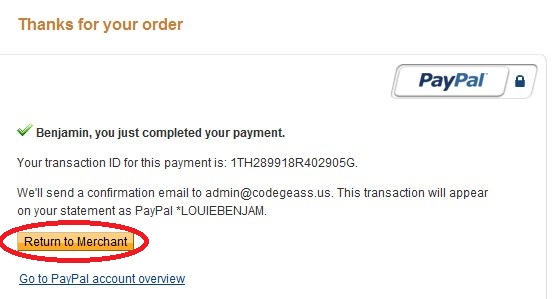 Thanks for your order
PayPal
Benjamin, you just completed your payment.
Your transaction ID for this payment is: 1TH289918R402905G.
We'll send a confirmation email to admin@codegeass.us. This transaction will appear
on your statement as PayPal *LOUIEBENJAM.
Return to Merchant
Go to PayPal account overview